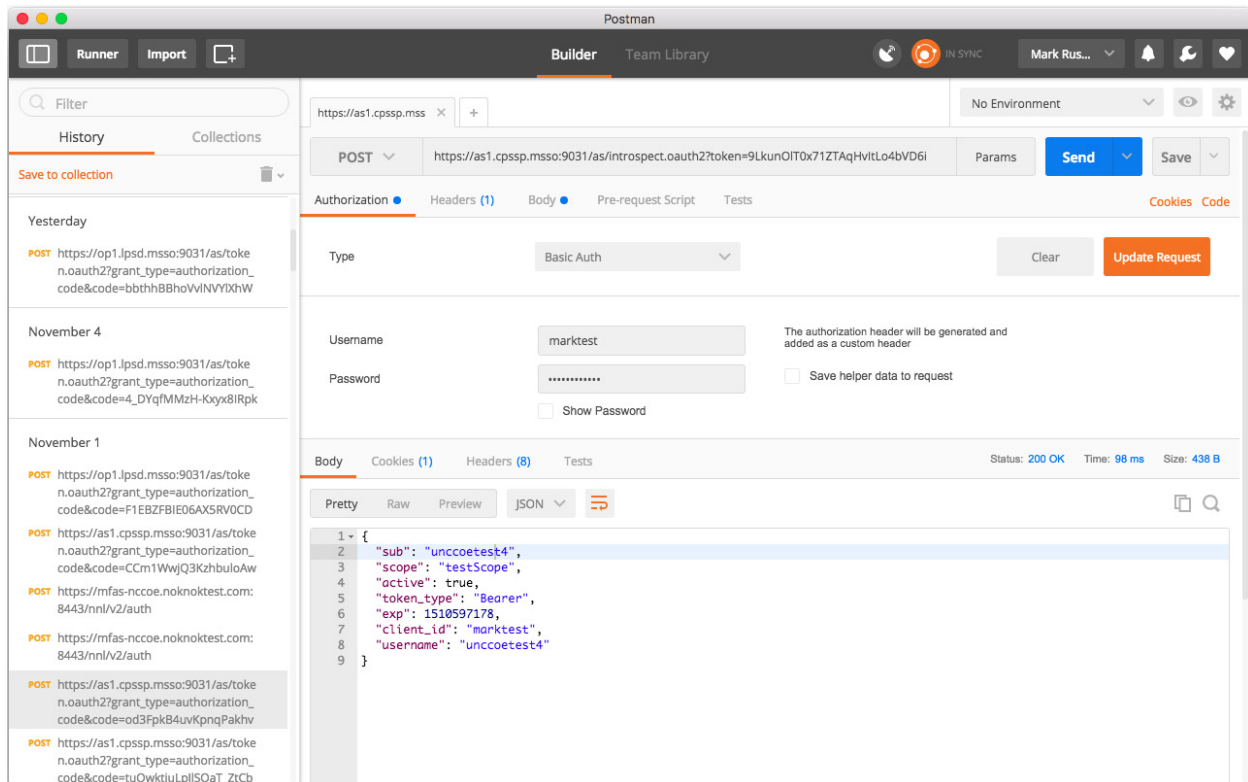 Postman
Runner Import Builder Team Library IN SYNC Mark Rus...
Filter
History Collections
Save to collection
Yesterday
POST https://op1.lpsd.msso:9031/as/toke
n.oauth2?grant_type=authorization_
code&code=bbthhBBhoVvlNVYlXhW
November 4
POST https://op1.lpsd.msso:9031/as/toke
n.oauth2?grant_type=authorization_
code&code=4_DYqfMMzH-Kxyx8IRpk
November 1
POST https://op1.lpsd.msso:9031/as/toke
n.oauth2?grant_type=authorization_
code&code=F1EBZFBIE06AX5RV0CD
POST https://as1.cpssp.msso:9031/as/toke
n.oauth2?grant_type=authorization_
code&code=CCm1WwjQ3KzhbuloAw
POST https://mfas-nccoe.noknoktest.com:
8443/nnl/v2/auth
POST https://mfas-nccoe.noknoktest.com:
8443/nnl/v2/auth
POST https://as1.cpssp.msso:9031/as/toke
n.oauth2?grant_type=authorization_
code&code=od3FpkB4uvKpnqPakhv
POST https://as1.cpssp.msso:9031/as/toke
n.oauth2?grant_type=authorization_
code&code=tuOwktiuLpIlSOaT_ZtCb
https://as1.cpssp.mss
No Environment
POST https://as1.cpssp.msso:9031/as/introspect.oauth2?token=9LkunOlT0x71ZTAqHvItLo4bVD6i Params Send Save
Authorization Headers (1) Body Pre-request Script Tests Cookies Code
Type Basic Auth Clear Update Request
Username marktest
The authorization header will be generated and
added as a custom header
Password ••••••••••••
Save helper data to request
Show Password
Body Cookies (1) Headers (8) Tests Status: 200 OK Time: 98 ms Size: 438 B
Pretty Raw Preview JSON
1 {
2 "sub": "unccoetest4",
3 "scope": "testScope",
4 "active": true,
5 "token_type": "Bearer",
6 "exp": 1510597178,
7 "client_id": "marktest",
8 "username": "unccoetest4"
9 }